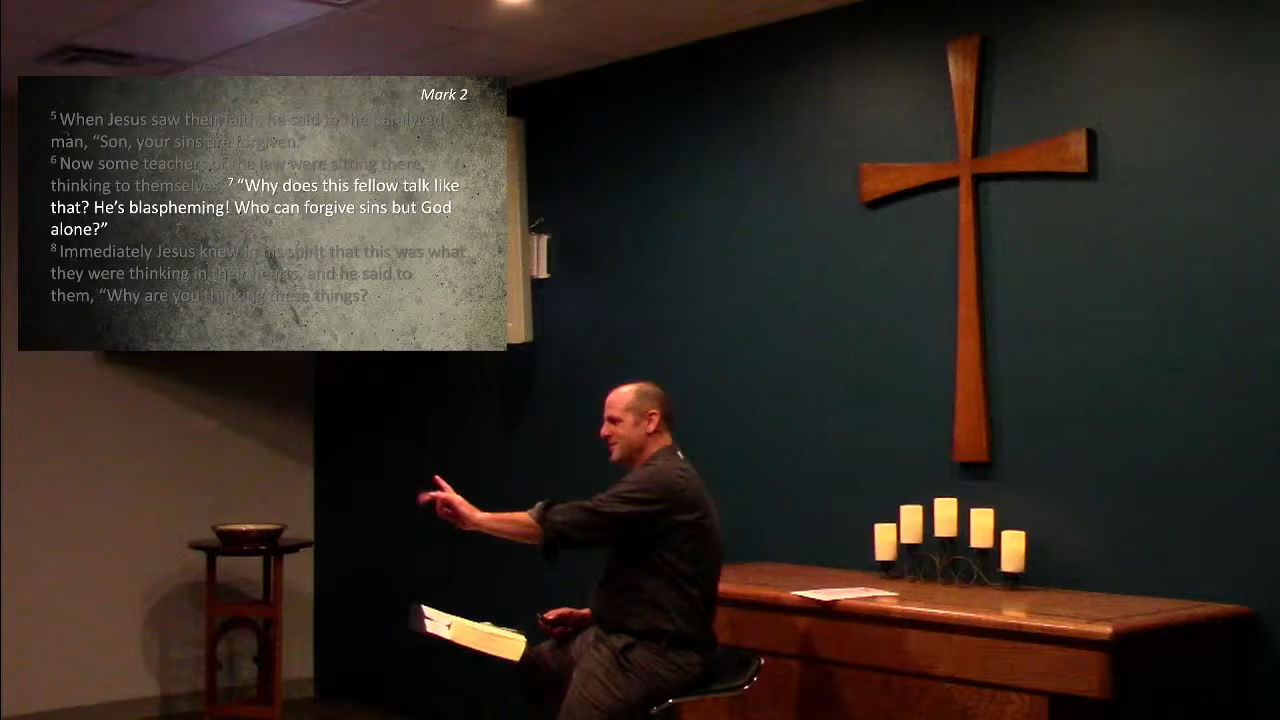 Mark 2
5 When Jesus saw their faith, he said to the paralyzed
man, “Son, your sins are forgiven.”
6 Now some teachers of the law were sitting there,
thinking to themselves, 7 “Why does this fellow talk like
that? He’s blaspheming! Who can forgive sins but God
alone?”
8 Immediately Jesus knew in his spirit that this was what
they were thinking in their hearts, and he said to
them, “Why are you thinking these things?